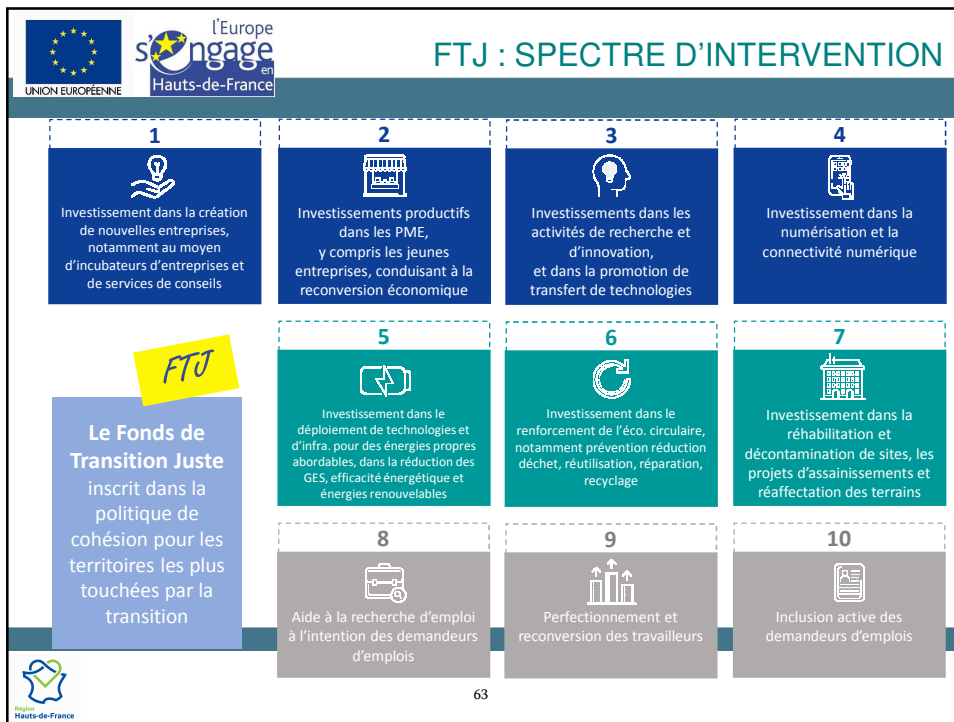 UNION EUROPÉENNE
l'Europe
s'engage
en
Hauts-de-France
FTJ : SPECTRE D'INTERVENTION
1
Investissement dans la création
de nouvelles entreprises,
notamment au moyen
d'incubateurs d'entreprises et
de services de conseils
2
Investissements productifs
dans les PME,
y compris les jeunes
entreprises, conduisant à la
reconversion économique
3
Investissements dans les
activités de recherche et
d'innovation,
et dans la promotion de
transfert de technologies
4
Investissement dans la
numérisation et la
connectivité numérique
FTJ
Le Fonds de
Transition Juste
inscrit dans la
politique de
cohésion pour les
territoires les plus
touchées par la
transition
5
Investissement dans le
déploiement de technologies et
d'infra. pour des énergies propres
abordables, dans la réduction des
GES, efficacité énergétique et
énergies renouvelables
6
Investissement dans le
renforcement de l'éco. circulaire,
notamment prévention réduction
déchet, réutilisation, réparation,
recyclage
7
Investissement dans la
réhabilitation et
décontamination de sites, les
projets d'assainissements et
réaffectation des terrains
8
Aide à la recherche d'emploi
à l'intention des demandeurs
d'emplois
9
Perfectionnement et
reconversion des travailleurs
10
Inclusion active des
demandeurs d'emplois
Région
Hauts-de-France
63